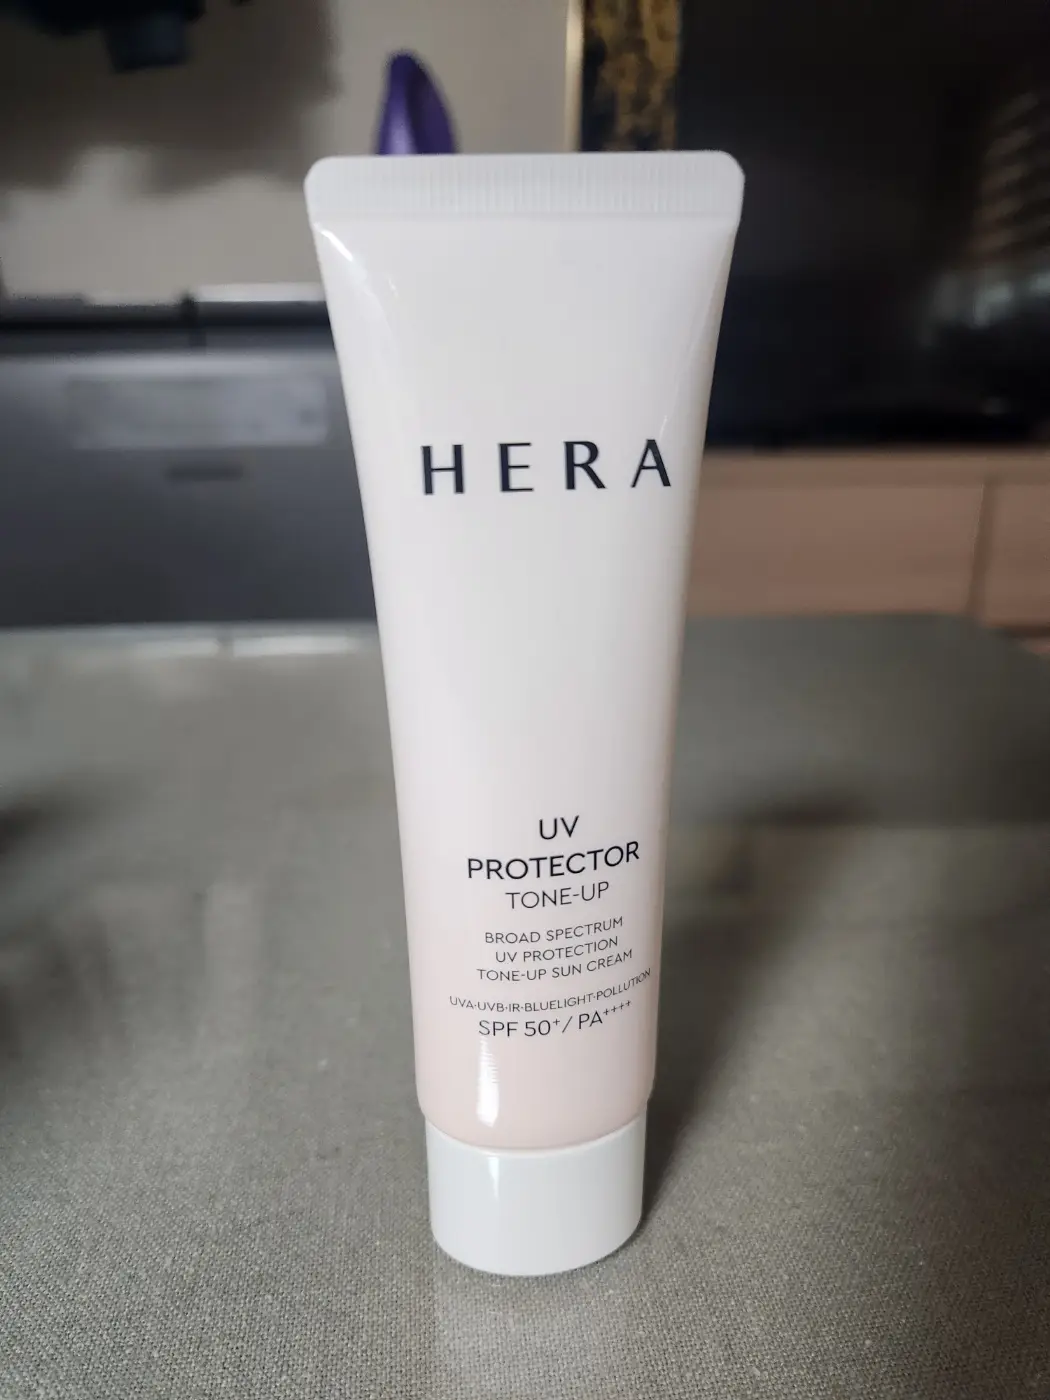 HERA
UV
PROTECTOR
TONE-UP
BROAD SPECTRUM
UV PROTECTION
TONE-UP SUN CREAM
UVA·UVB·IR·BLUELIGHT·POLLUTION
SPF 50⁺/ PA⁺⁺⁺⁺